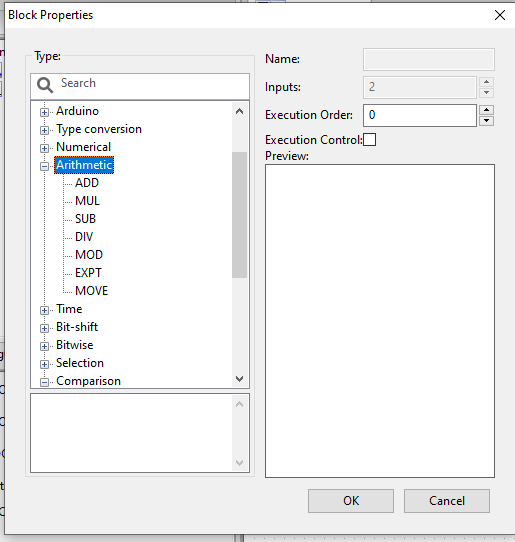 Block Properties
Type:
Search
Arduino
Type conversion
Numerical
Arithmetic
ADD
MUL
SUB
DIV
MOD
EXPT
MOVE
Time
Bit-shift
Bitwise
Selection
Comparison
Name:
Inputs:
2
Execution Order:
0
Execution Control:
Preview:
OK
Cancel